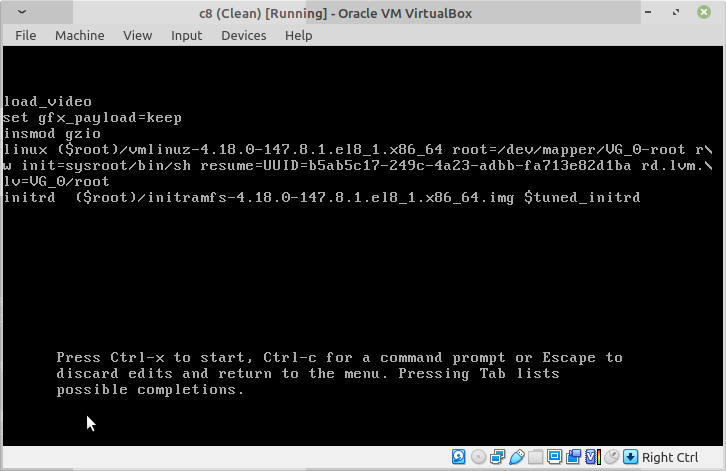 c8 (Clean) [Running] - Oracle VM VirtualBox
File Machine View Input Devices Help
load_video
set gfx_payload=keep
insmod gzio
linux ($root)/vmlinuz-4.18.0-147.8.1.el8_1.x86_64 root=/dev/mapper/VG_0-root r\
w init=sysroot/bin/sh resume=UUID=b5ab5c17-249c-4a23-adbb-fa713e82d1ba rd.lvm.\
lv=VG_0/root
initrd  ($root)/initramfs-4.18.0-147.8.1.el8_1.x86_64.img $tuned_initrd
Press Ctrl-x to start, Ctrl-c for a command prompt or Escape to
discard edits and return to the menu. Pressing Tab lists
possible completions.
Right Ctrl